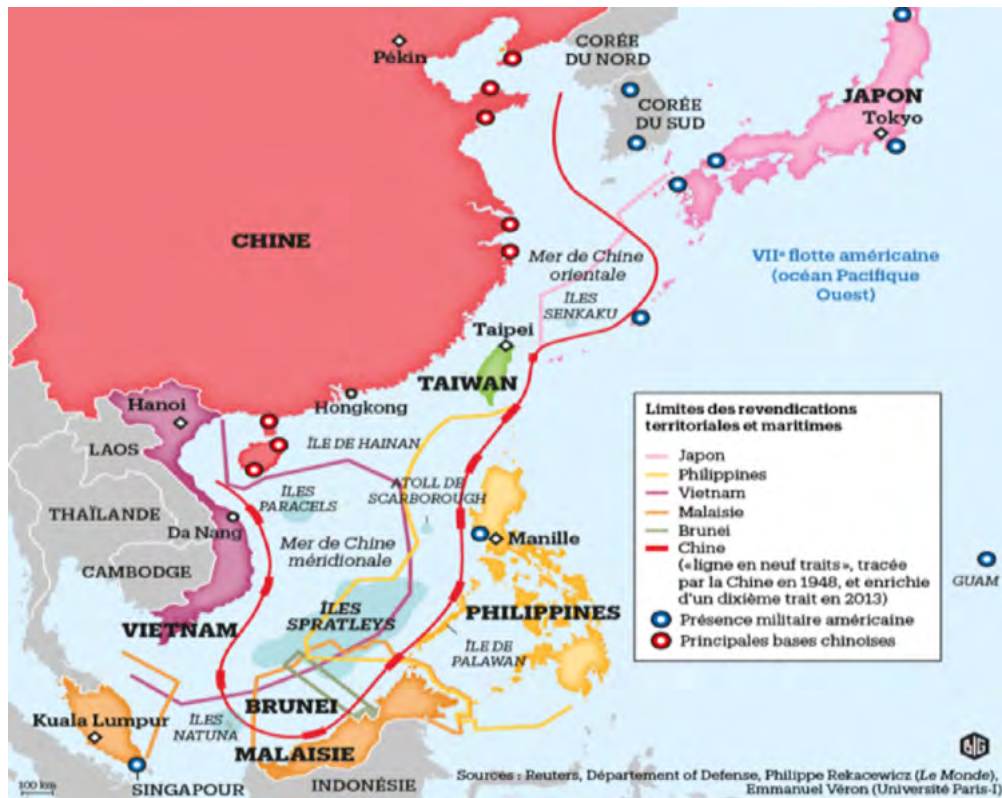 Pékin
CORÉE
DU NORD
CORÉE
DU SUD
JAPON
Tokyo
CHINE
Mer de Chine
orientale
VIIe flotte américaine
(océan Pacifique
Ouest)
ÎLES
SENKAKU
Taipei
TAIWAN
Hanoi
Hongkong
LAOS
ÎLE DE HAINAN
ATOLL DE
SCARBOROUGH
ÎLES
PARACELS
THAÏLANDE
Da Nang
Mer de Chine
méridionale
Manille
CAMBODGE
GUAM
VIETNAM
ÎLES
SPRATLEYS
PHILIPPINES
ÎLE DE
PALAWAN
BRUNEI
Kuala Lumpur
ÎLES
NATUNA
MALAISIE
INDONÉSIE
SINGAPOUR
100 km
Limites des revendications
territoriales et maritimes
Japon
Philippines
Vietnam
Malaisie
Brunei
Chine
(« ligne en neuf traits », tracée
par la Chine en 1948, et enrichie
d'un dixième trait en 2013)
Présence militaire américaine
Principales bases chinoises
BIG
Sources : Reuters, Département of Defense, Philippe Rekacewicz (Le Monde),
Emmanuel Véron (Université Paris-I)